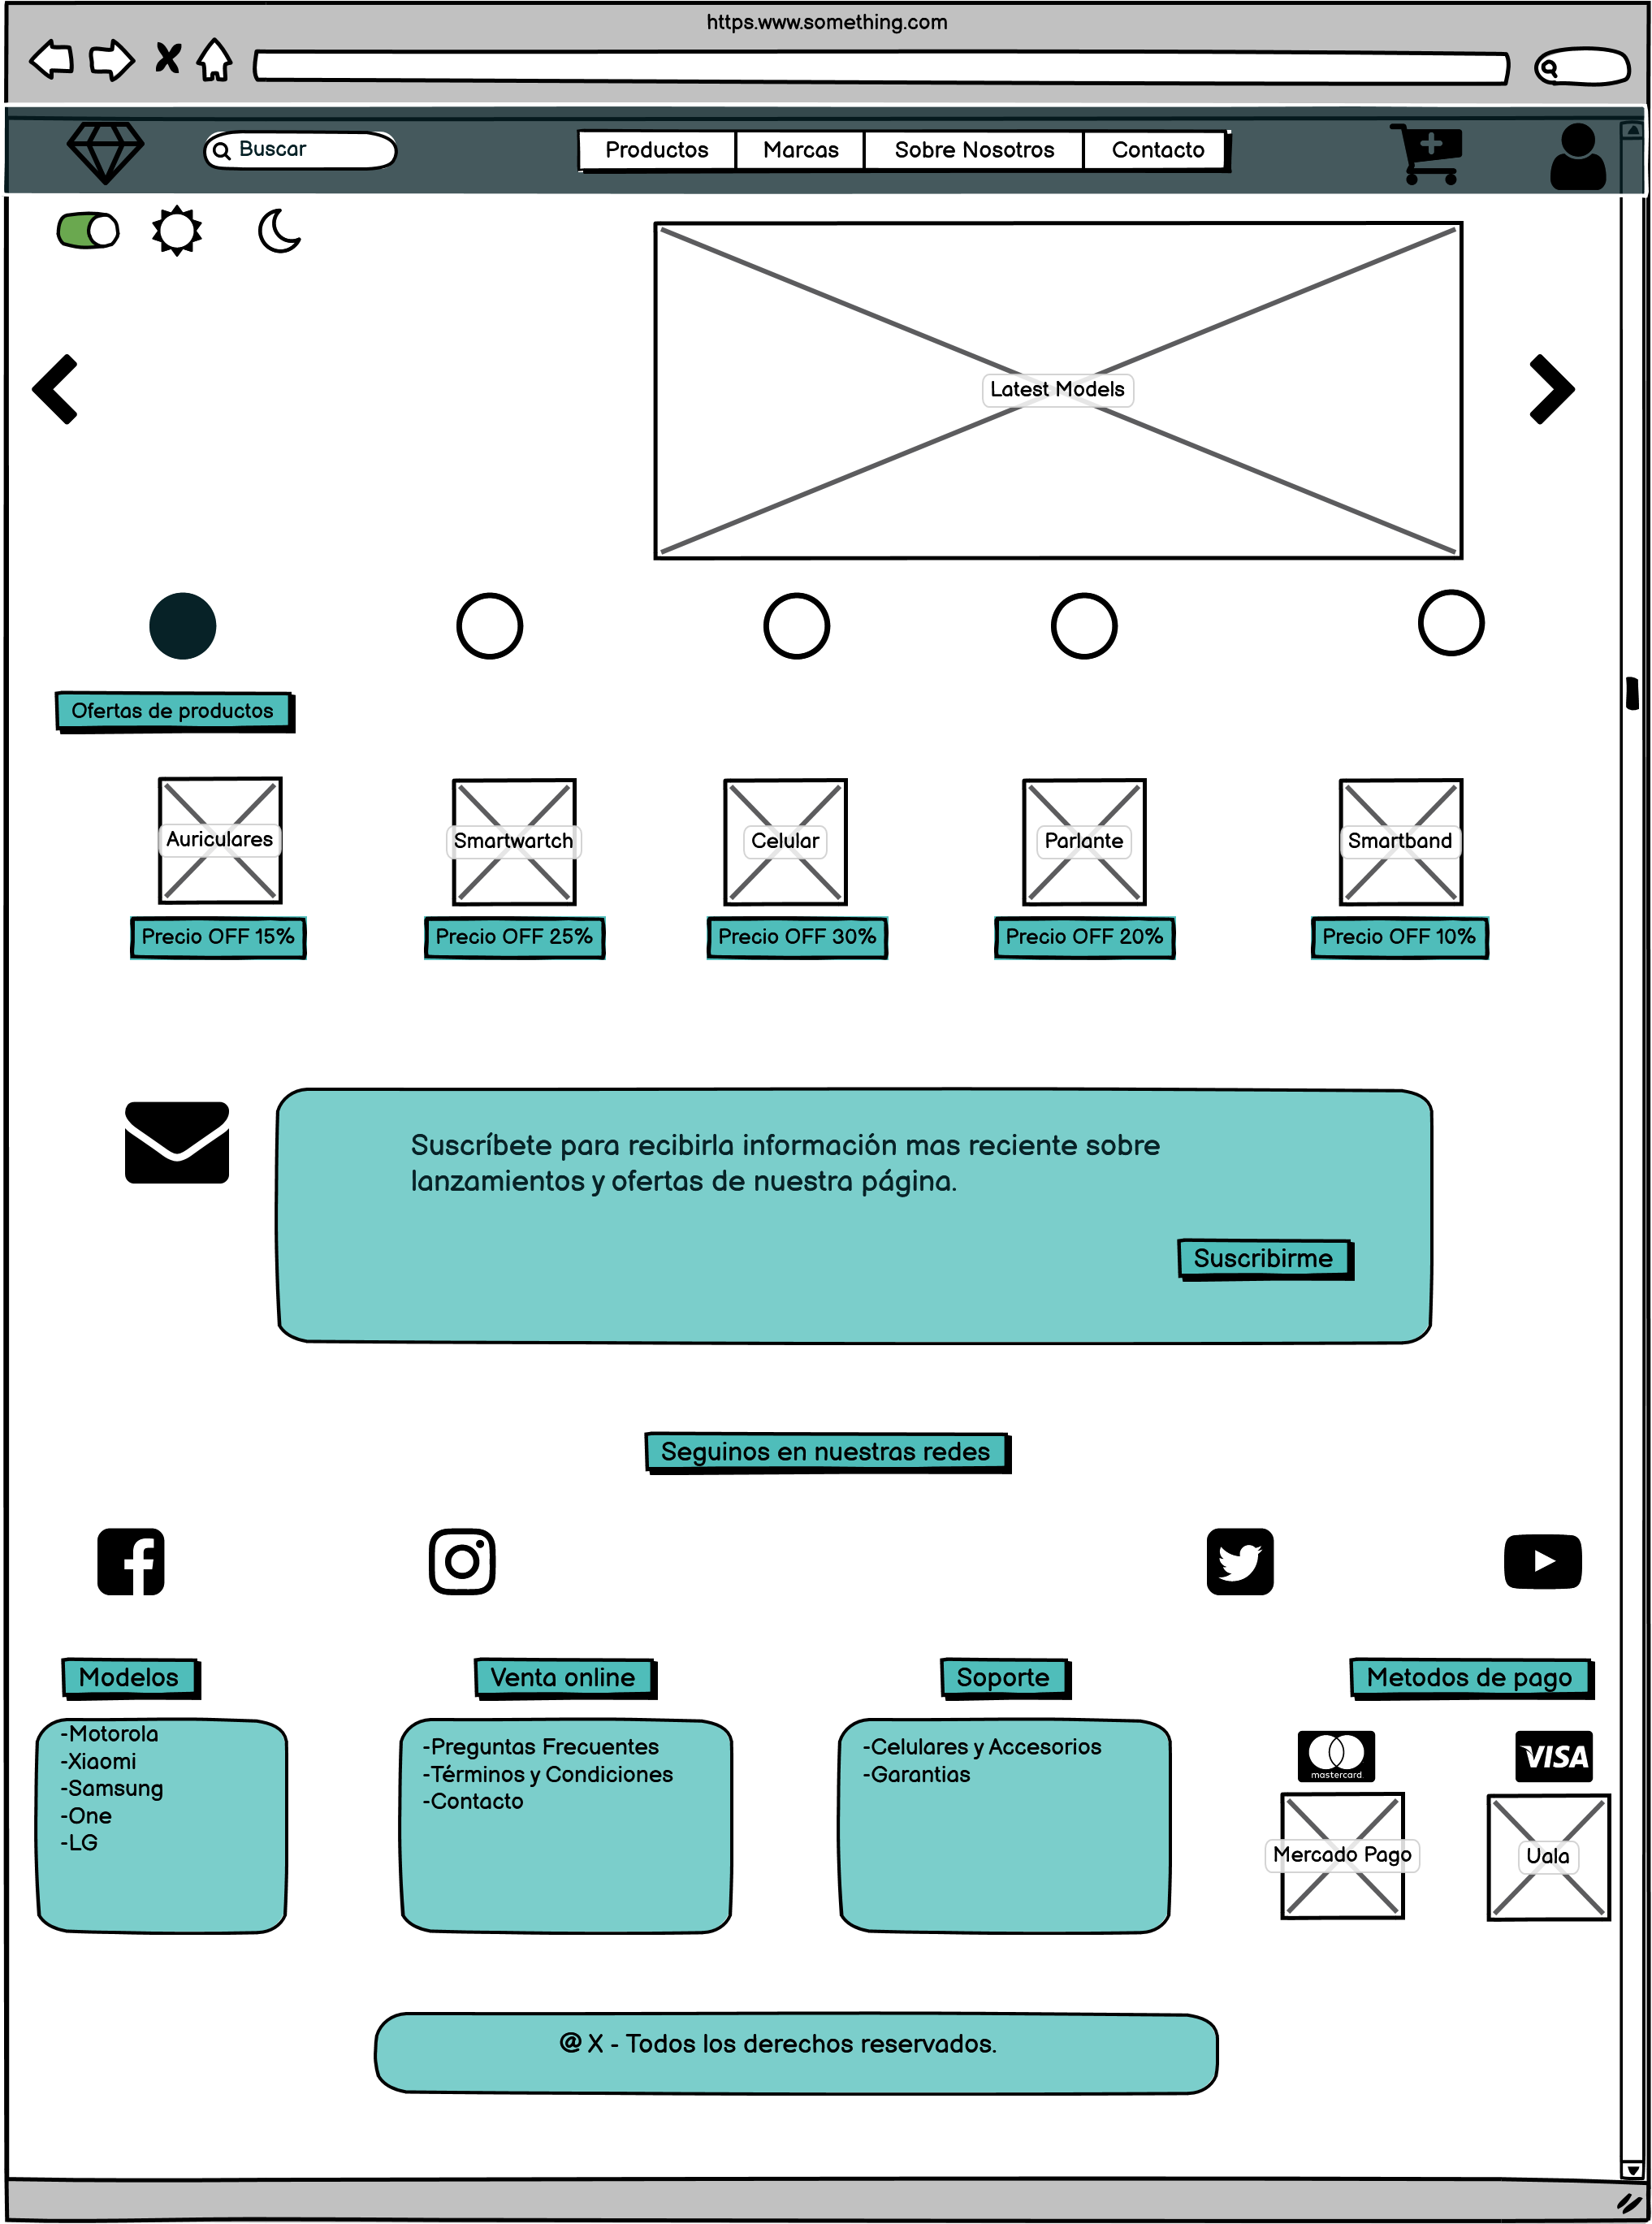 https.www.something.com
Buscar
Productos
Marcas
Sobre Nosotros
Contacto
Latest Models
Ofertas de productos
Auriculares
Smartwartch
Celular
Parlante
Smartband
Precio OFF 15%
Precio OFF 25%
Precio OFF 30%
Precio OFF 20%
Precio OFF 10%
Suscríbete para recibirla información mas reciente sobre
lanzamientos y ofertas de nuestra página.
Suscribirme
Seguinos en nuestras redes
Modelos
-Motorola
-Xiaomi
-Samsung
-One
-LG
Venta online
-Preguntas Frecuentes
-Términos y Condiciones
-Contacto
Soporte
-Celulares y Accesorios
-Garantias
Metodos de pago
mastercard.
VISA
Mercado Pago
Uala
@ X - Todos los derechos reservados.